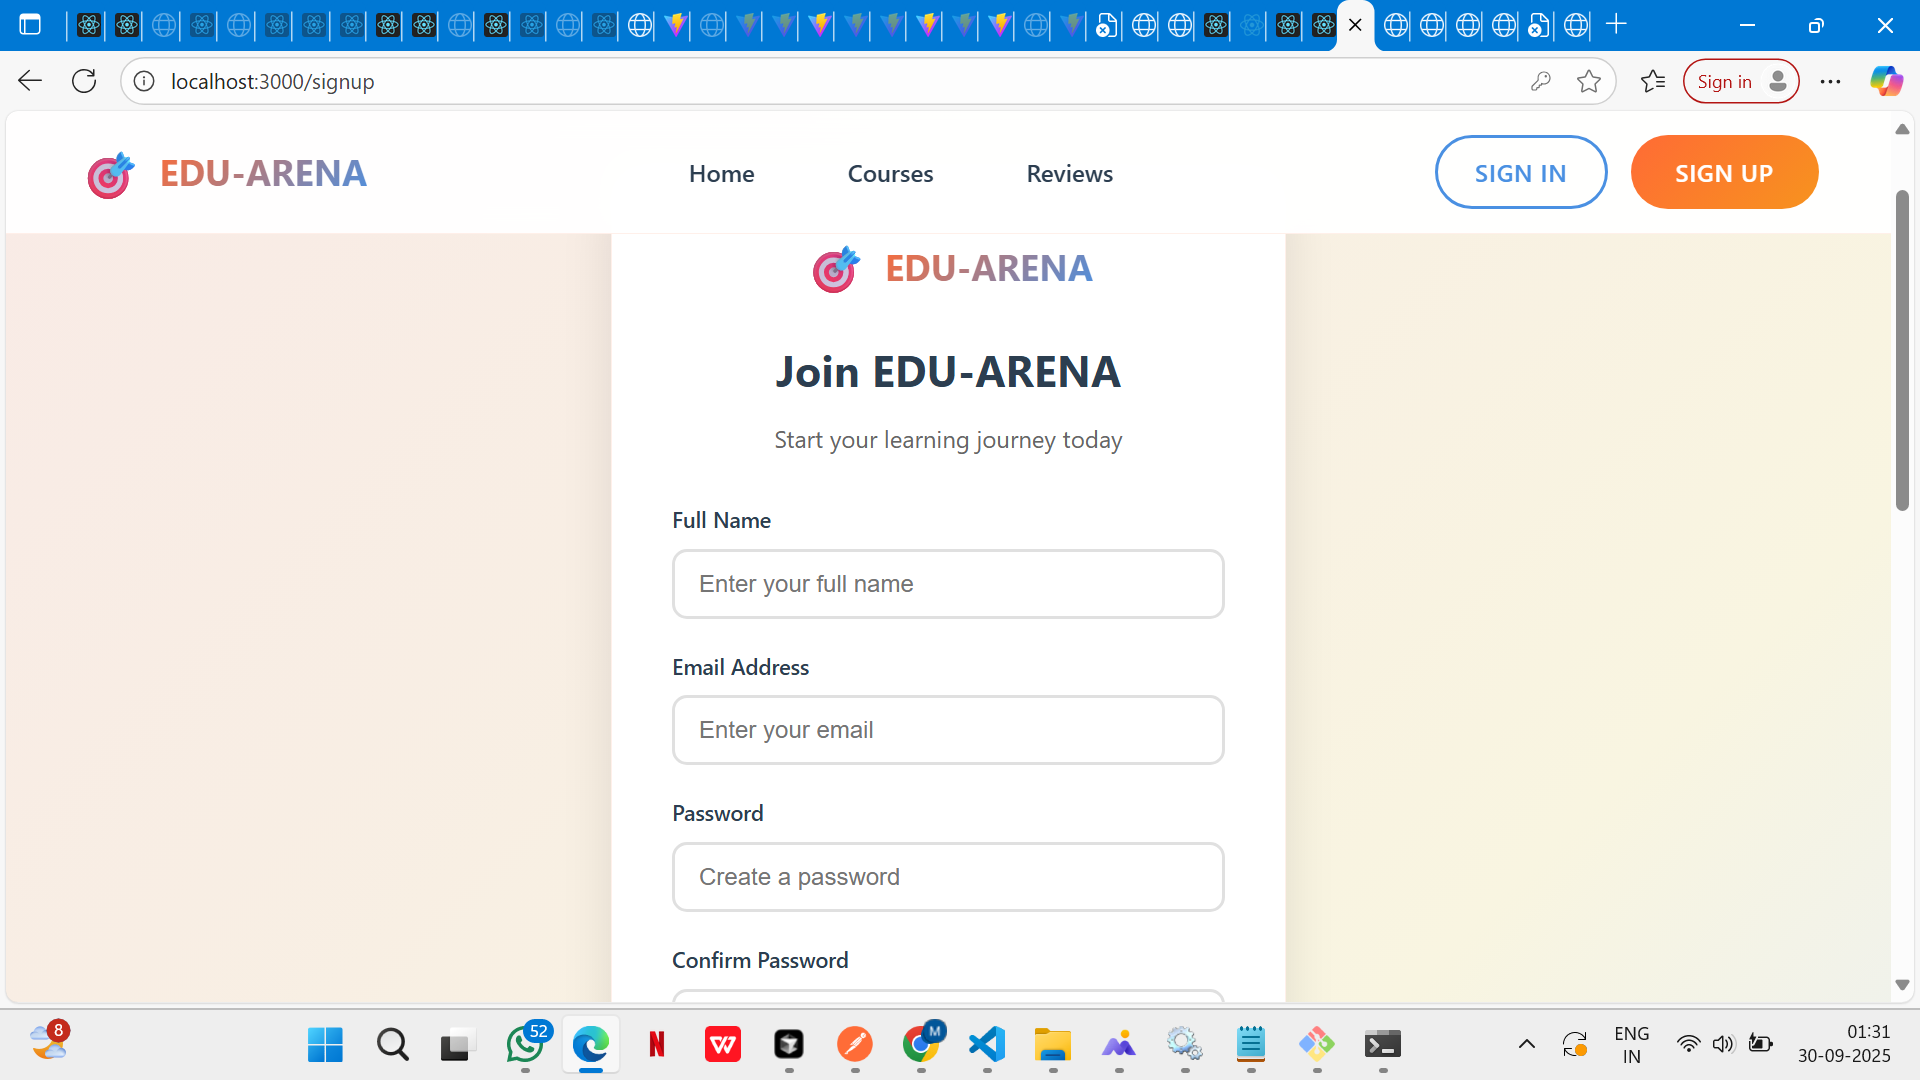 localhost:3000/signup
Sign in
EDU-ARENA
Home
Courses
Reviews
SIGN IN
SIGN UP
EDU-ARENA
Join EDU-ARENA
Start your learning journey today
Full Name
Enter your full name
Email Address
Enter your email
Password
Create a password
Confirm Password
8
52
N
W
M
ENG
IN
01:31
30-09-2025